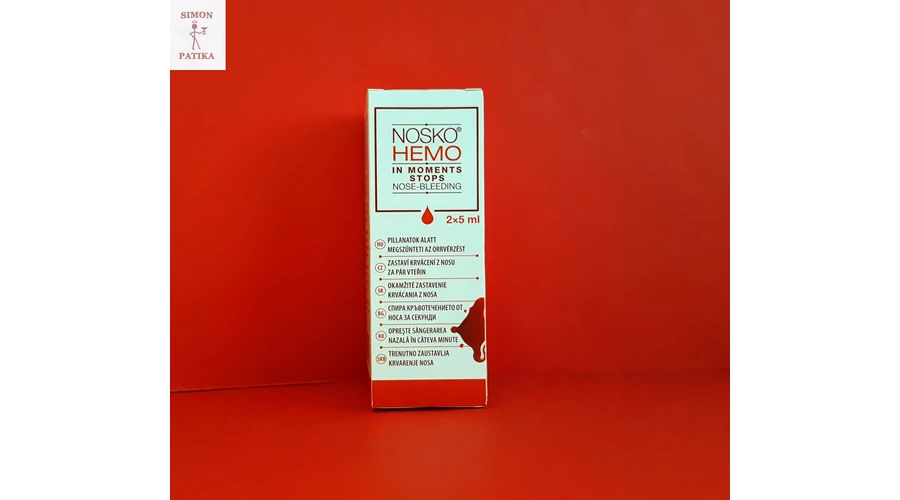 SIMON
PATIKA
NOSKO®
HEMO
IN MOMENTS
STOPS
NOSE-BLEEDING
2×5 ml
HU PILLANATOK ALATT
MEGSZŰNTETI AZ ORRVÉRZÉST
CZ ZASTAVÍ KRVÁCENÍ Z NOSU
ZA PÁR VTEŘIN
SK OKAMŽITÉ ZASTAVENIE
KRVÁCANIA Z NOSA
BG СПИРА КРЪВОТЕЧЕНИЕТО ОТ
НОСА ЗА СЕКУНДИ
RO OPREȘTE SÂNGERAREA
NAZALĂ ÎN CÂTEVA MINUTE
SRB TRENUTNO ZAUSTAVLJA
KRVARENJE NOSA